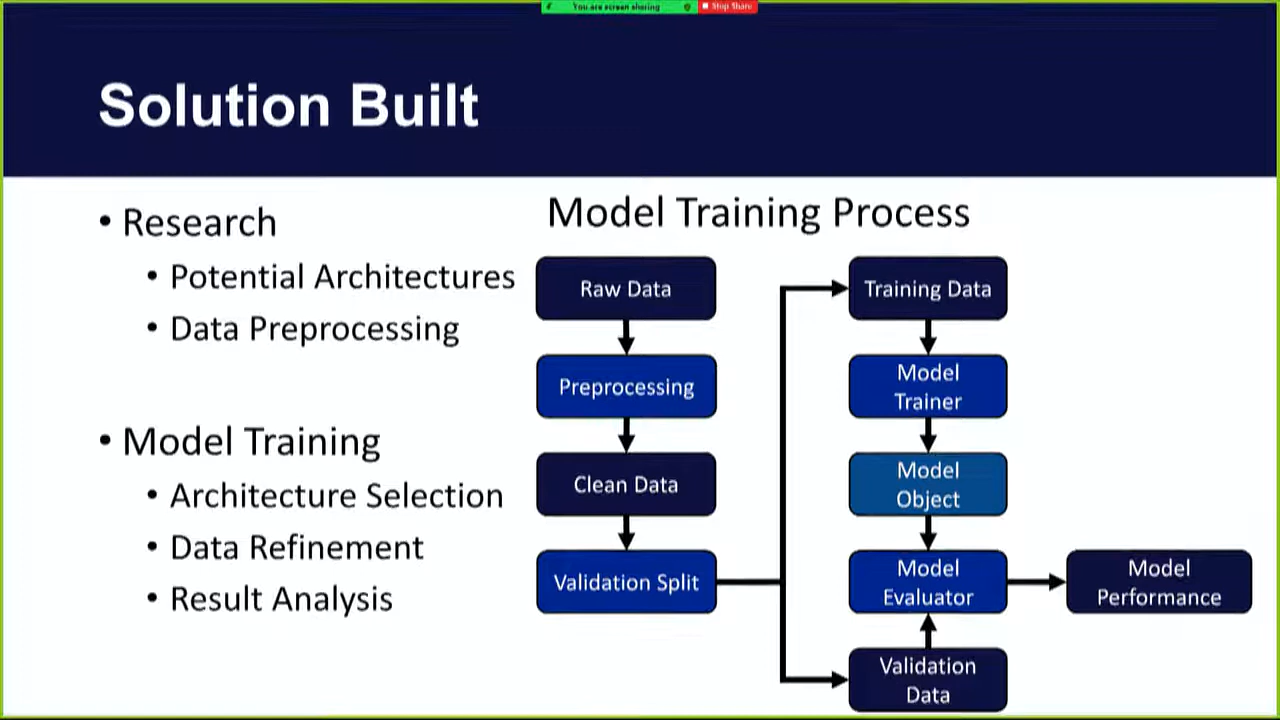 You are screen sharing
Stop Share
Solution Built
• Research
• Potential Architectures
• Data Preprocessing
• Model Training
• Architecture Selection
• Data Refinement
• Result Analysis
Model Training Process
Raw Data
Preprocessing
Clean Data
Validation Split
Training Data
Model
Trainer
Model
Object
Model
Evaluator
Validation
Data
Model
Performance